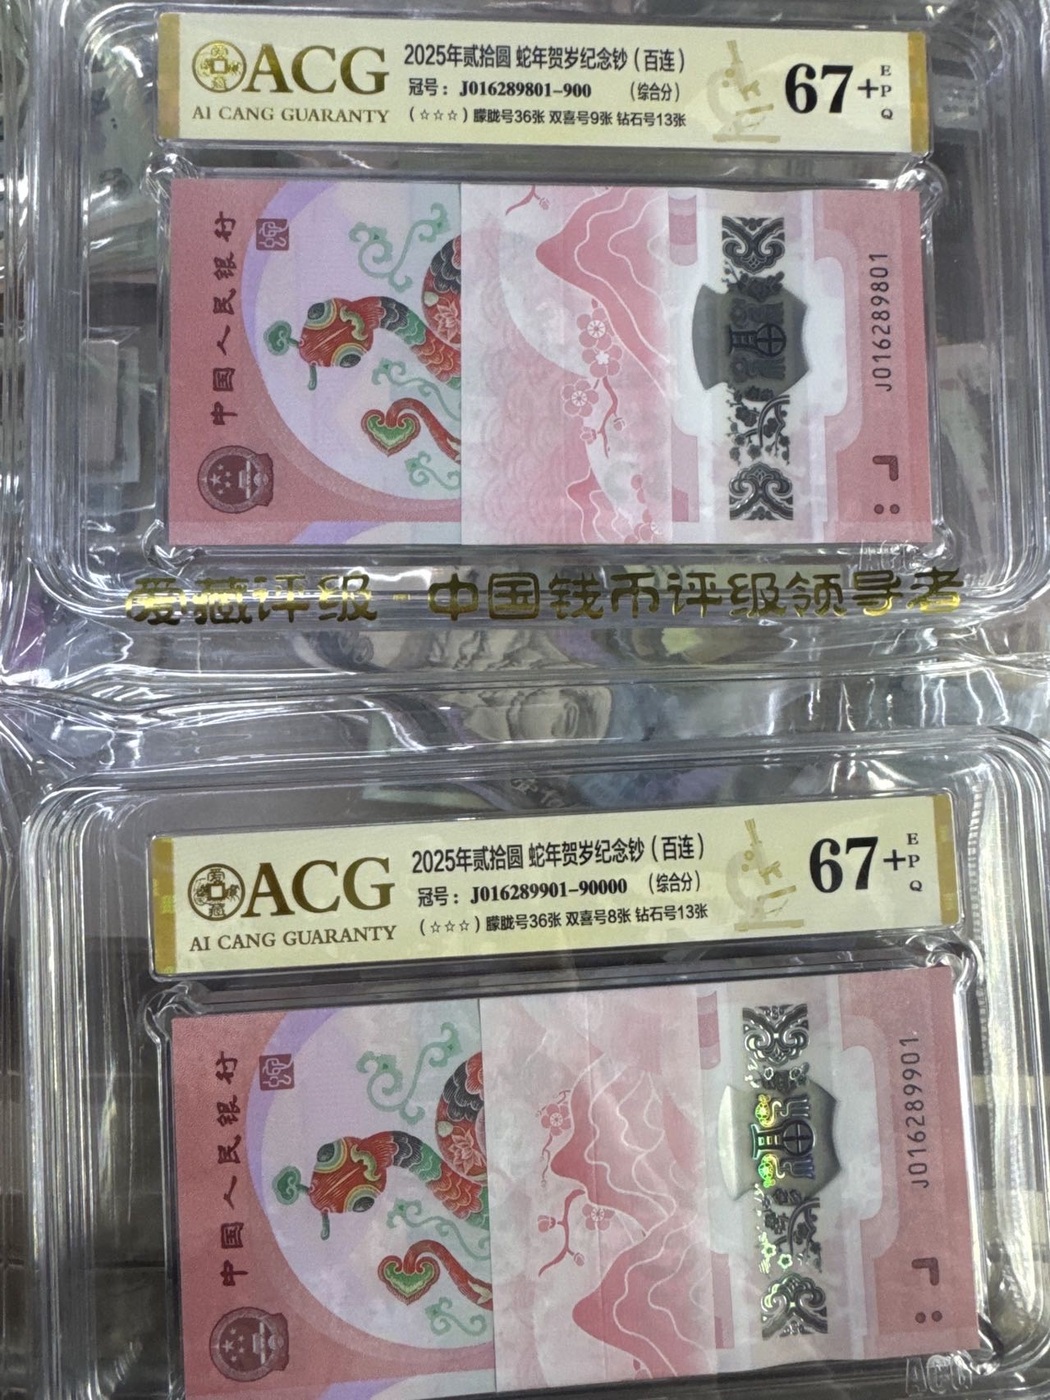 ACG
AI CANG GUARANTY
2025年贰拾圆 蛇年贺岁纪念钞（百连）
冠号：J016289801-900 （综合分）
（☆☆☆）朦胧号36张 双喜号9张 钻石号13张
67+
EPQ
中国人民银行
J016289801
爱藏评级 - 中国钱币评级领导者
爱藏
ACG
AI CANG GUARANTY
2025年贰拾圆 蛇年贺岁纪念钞（百连）
冠号：J016289901-90000 （综合分）
（☆☆☆）朦胧号36张 双喜号8张 钻石号13张
67+
EPQ
中国人民银行
J016289901
ACG